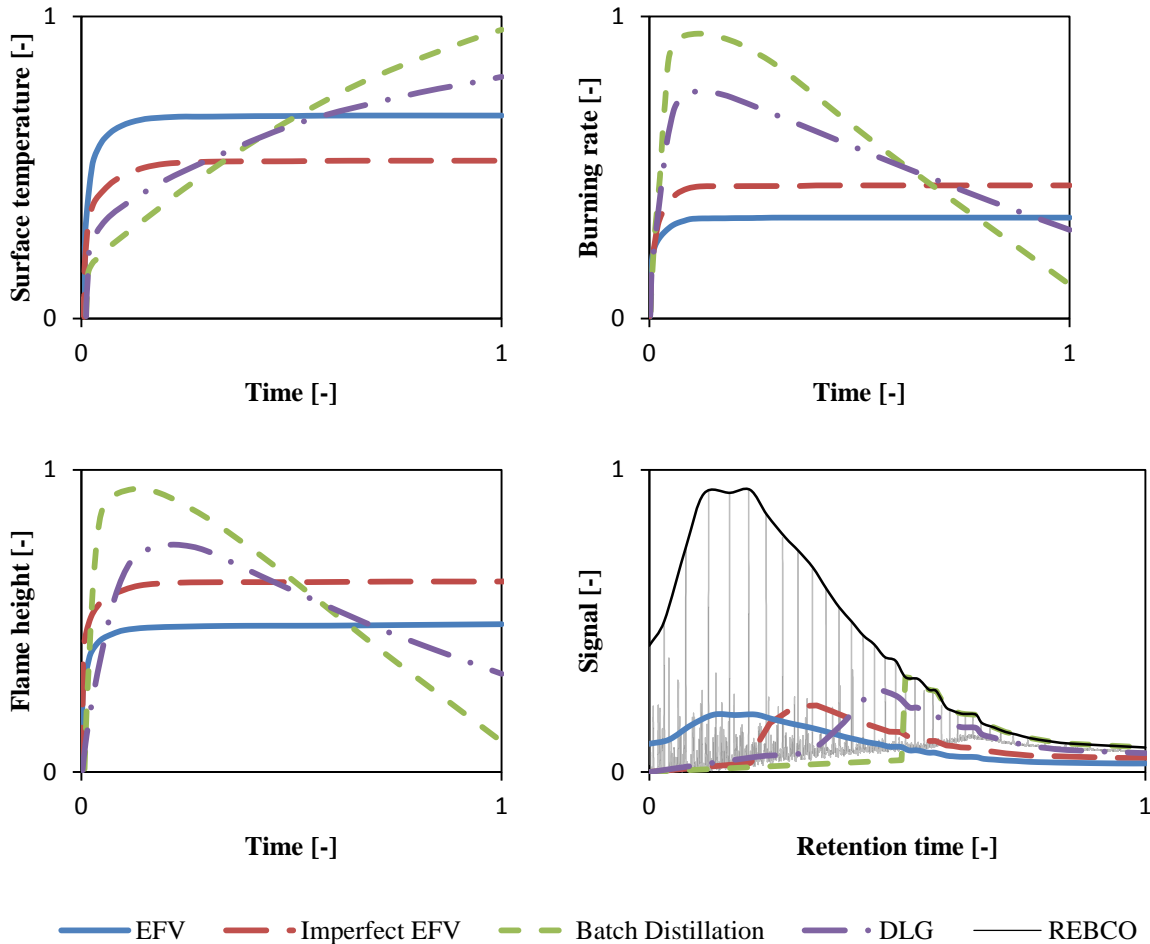 1
Surface temperature [-]
0
0
1
Time [-]
1
Burning rate [-]
0
0
1
Time [-]
1
Flame height [-]
0
0
1
Time [-]
1
Signal [-]
0
0
1
Retention time [-]
EFV
Imperfect EFV
Batch Distillation
DLG
REBCO